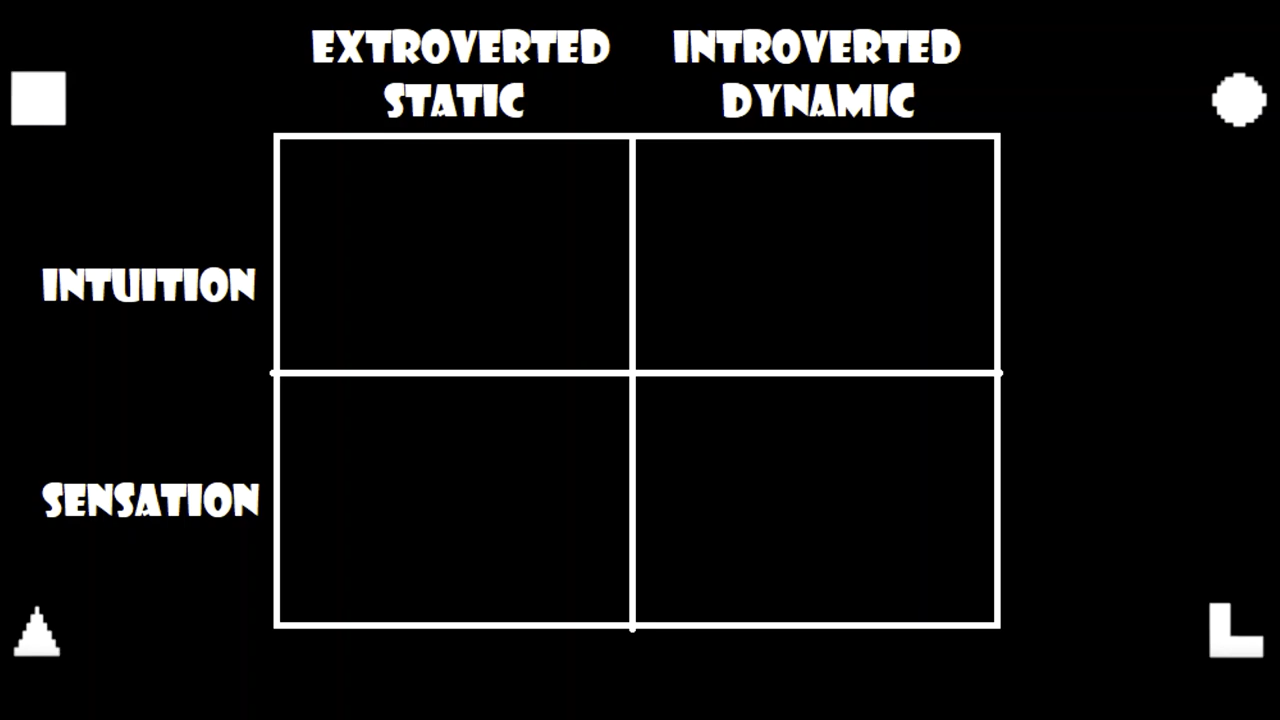 EXTROVERTED INTROVERTED
STATIC DYNAMIC
INTUITION
SENSATION